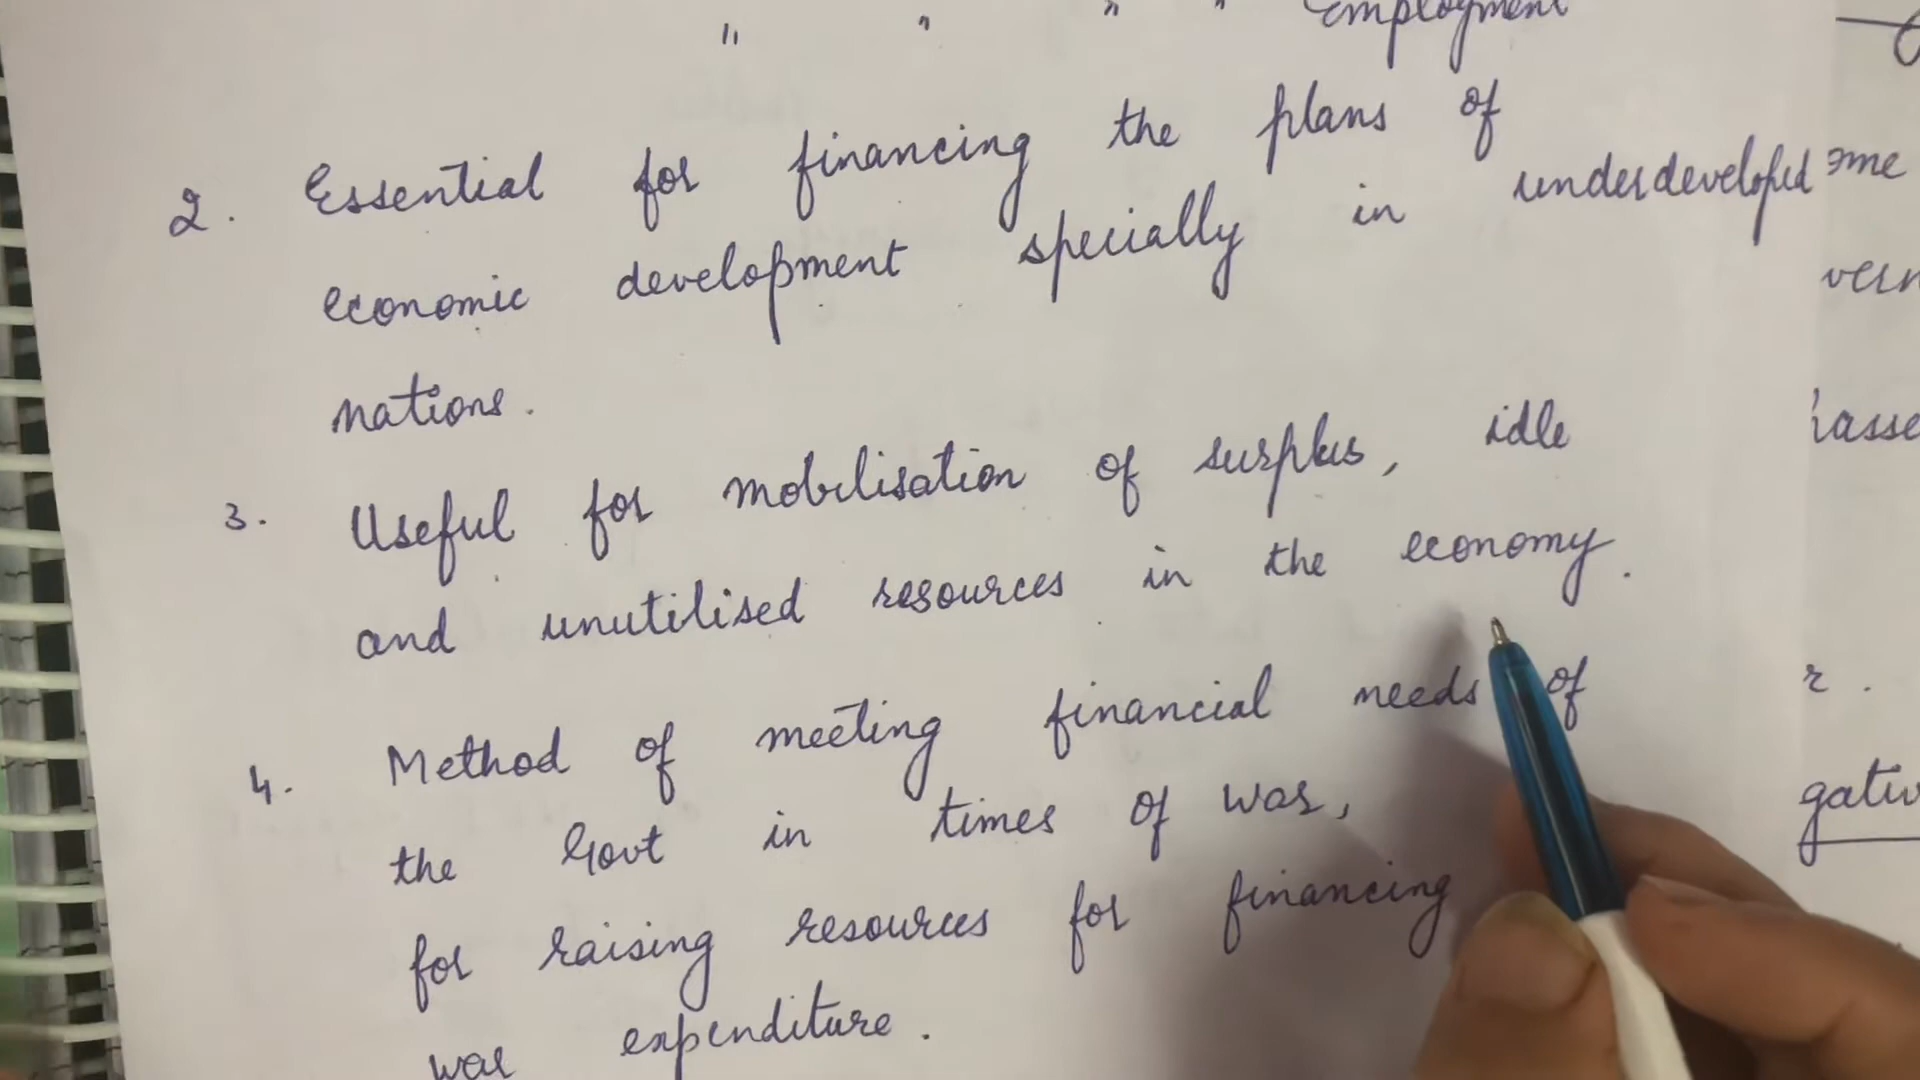 " " " " Employment
2. Essential for financing the plans of
economic development specially in underdeveloped
nations.
3. Useful for mobilisation of surplus, idle
and unutilised resources in the economy.
4. Method of meeting financial needs of
the Govt in times of war,
for raising resources for financing
war expenditure.